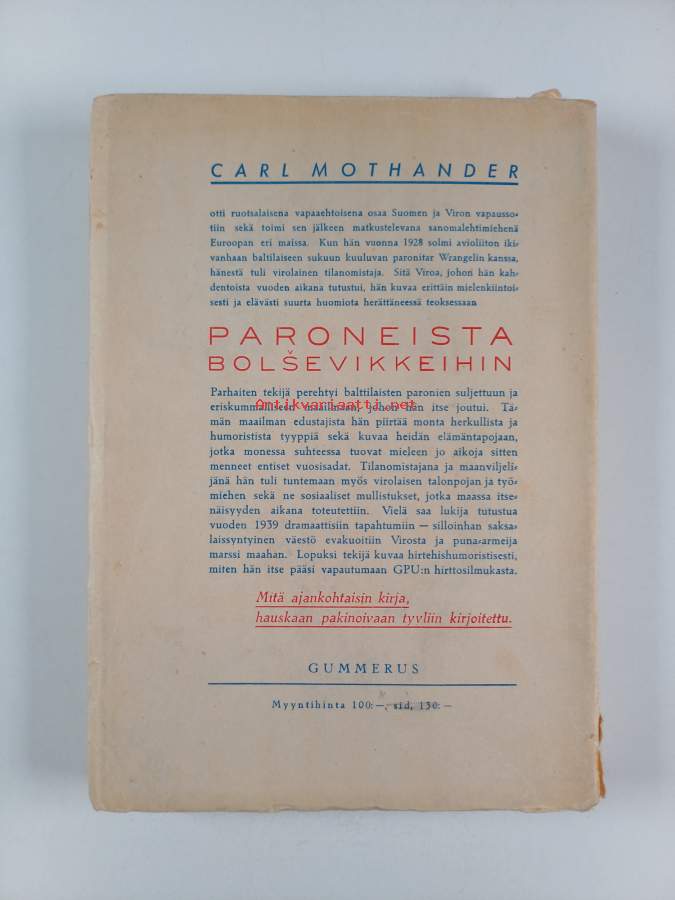 CARL MOTHANDER
otti ruotsalaisena vapaaehtoisena osaa Suomen ja Viron vapausso-
tiin sekä toimi sen jälkeen matkustelevana sanomalehtimiehenä
Euroopan eri maissa. Kun hän vuonna 1928 solmi avioliiton iki-
vanhaan baltilaiseen sukuun kuuluvan paronitar Wrangelin kanssa,
hänestä tuli virolainen tilanomistaja. Sitä Viroa, johon hän kah-
dentoista vuoden aikana tutustui, hän kuvaa erittäin mielenkiintoi-
sesti ja elävästi suurta huomiota herättäneessä teoksessaan
PARONEISTA
BOLŠEVIKKEIHIN
Parhaiten tekijä perehtyi balttilaisten paronien suljettuun ja
eriskummalliseen maailmaan, johon hän itse joutui. Tä-
Antikvariaatti.net
män maailman edustajista hän piirtää monta herkullista ja
humoristista tyyppiä sekä kuvaa heidän elämäntapojaan,
jotka monessa suhteessa tuovat mieleen jo aikoja sitten
menneet entiset vuosisadat. Tilanomistajana ja maanviljeli-
jänä hän tuli tuntemaan myös virolaisen talonpojan ja työ-
miehen sekä ne sosiaaliset mullistukset, jotka maassa itse-
näisyyden aikana toteutettiin. Vielä saa lukija tutustua
vuoden 1939 dramaattisiin tapahtumiin — silloinhan saksa-
laissyntyinen väestö evakuoitiin Virosta ja puna-armeija
marssi maahan. Lopuksi tekijä kuvaa hirtehishumoristisesti,
miten hän itse pääsi vapautumaan GPU:n hirttosilmukasta.
Mitä ajankohtaisin kirja,
hauskaan pakinoivaan tyyliin kirjoitettu.
GUMMERUS
Myyntihinta 100:—, sid. 130:—